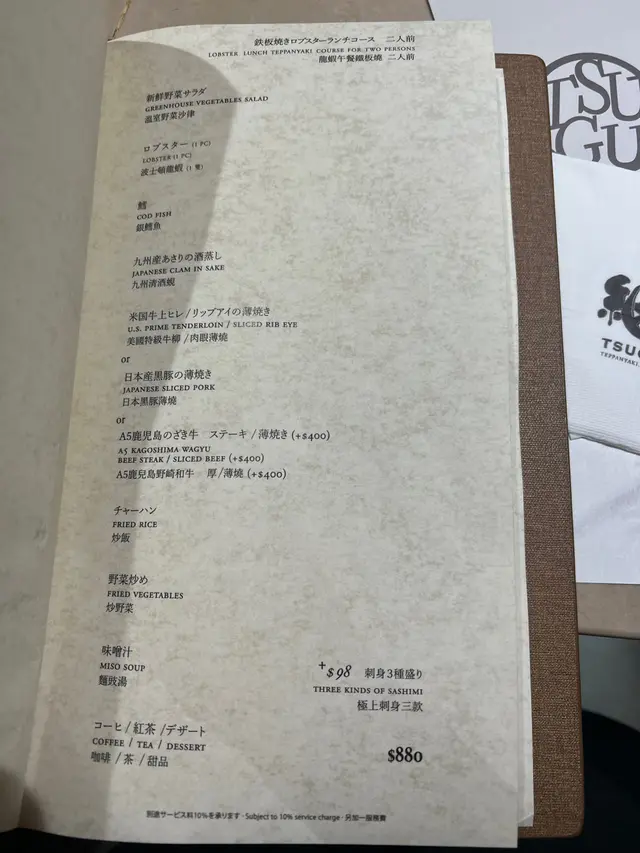 鉄板焼きロブスターランチコース 二人前
LOBSTER LUNCH TEPPANYAKI COURSE FOR TWO PERSONS
龍蝦午餐鐵板燒 二人前
新鮮野菜サラダ
GREENHOUSE VEGETABLES SALAD
溫室野菜沙律
ロブスター (1 PC)
LOBSTER (1 PC)
波士頓龍蝦 (1 隻)
鱈
COD FISH
銀鱈魚
九州産あさりの酒蒸し
JAPANESE CLAM IN SAKE
九州清酒蜆
米国牛上ヒレ/リップアイの薄焼き
U.S. PRIME TENDERLOIN / SLICED RIB EYE
美國特級牛柳 /肉眼薄燒
or
日本産黒豚の薄焼き
JAPANESE SLICED PORK
日本黒豚薄燒
or
A5鹿児島のざき牛 ステーキ /薄焼き (+$400)
A5 KAGOSHIMA WAGYU
BEEF STEAK / SLICED BEEF (+$400)
A5鹿兒島野崎和牛 厚/薄燒 (+$400)
チャーハン
FRIED RICE
炒飯
野菜炒め
FRIED VEGETABLES
炒野菜
味噌汁
MISO SOUP
麵豉湯
+$98 刺身3種盛り
THREE KINDS OF SASHIMI
極上刺身三款
コーヒ/紅茶 /デザート
COFFEE / TEA / DESSERT
咖啡 / 茶 / 甜品
$880
別途サービス料10%を承ります · Subject to 10% service charge · 另加一服務費
TSU
GU
TSUG
TEPPANYAKI